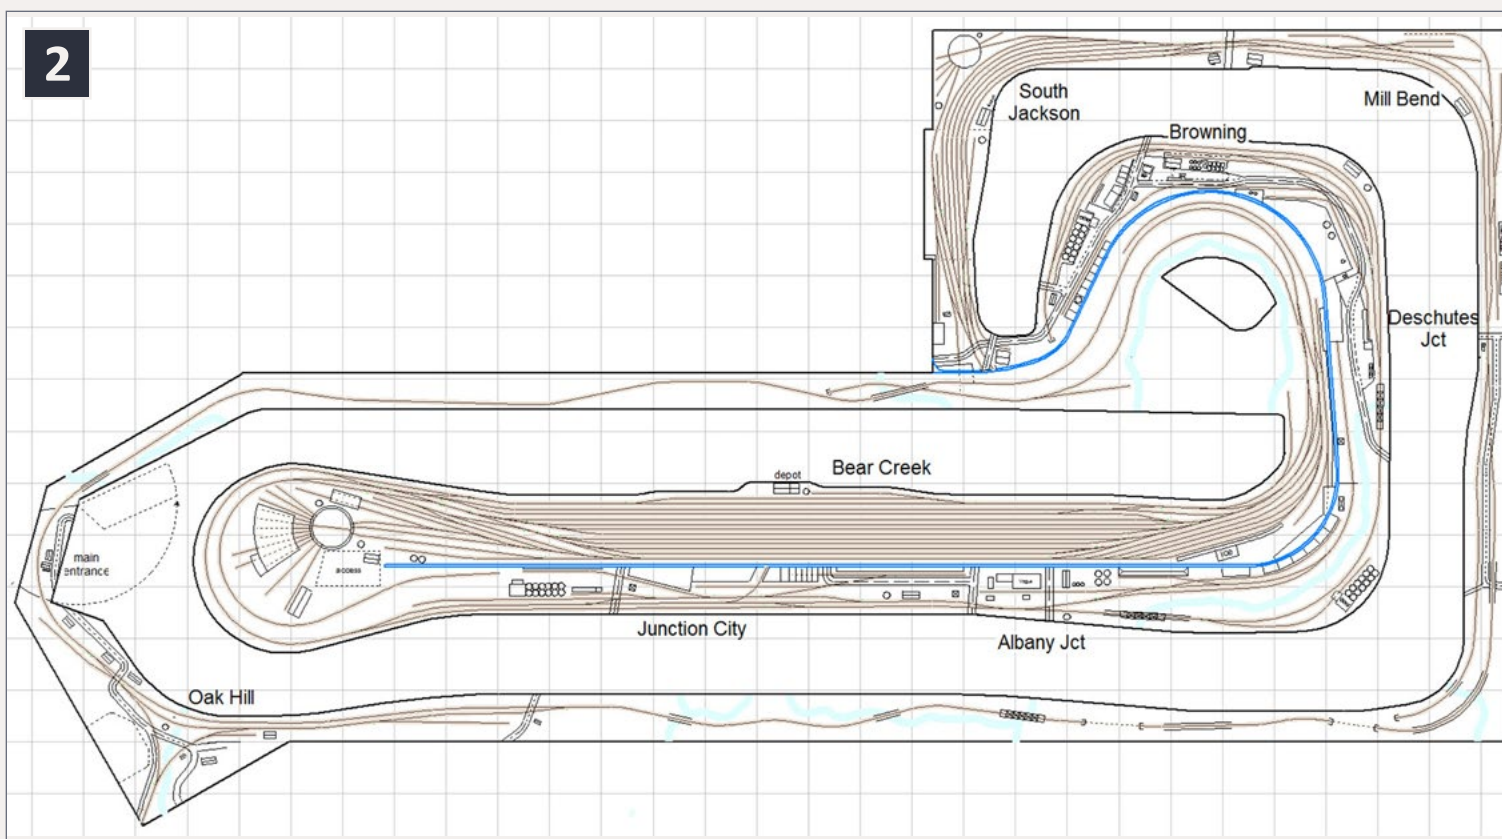 2
South
Jackson
Mill Bend
Browning
Deschutes
Jct
depot
Bear Creek
main
entrance
Junction City
Albany Jct
Oak Hill